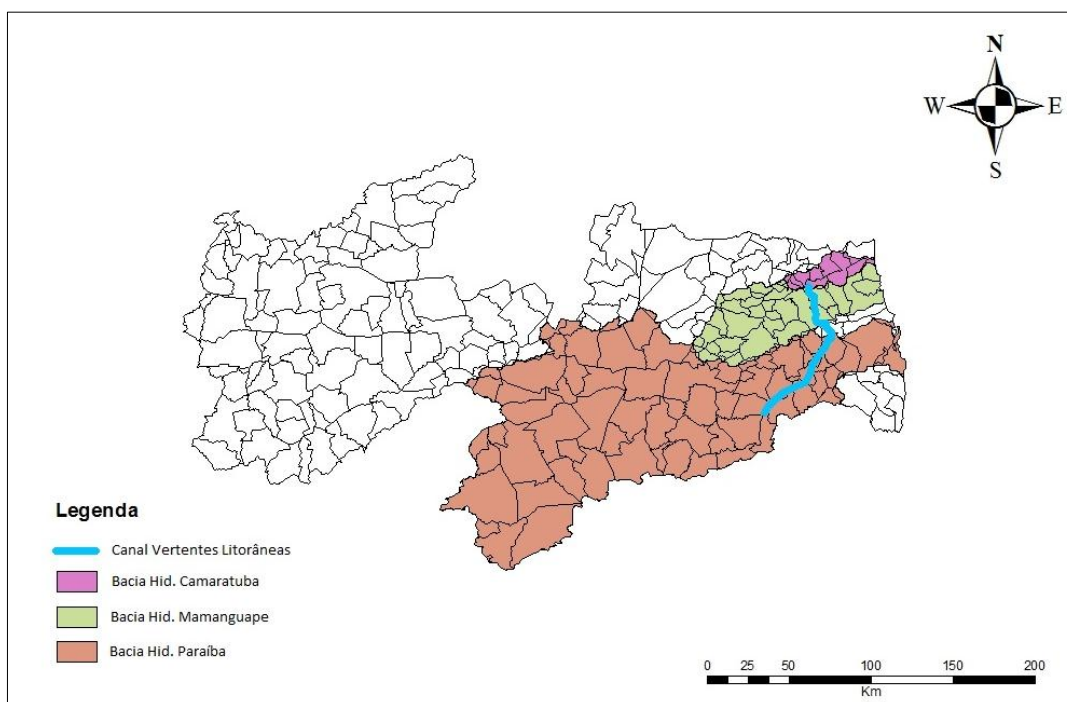 N
W E
S
Legenda
Canal Vertentes Litorâneas
Bacia Hid. Camaratuba
Bacia Hid. Mamanguape
Bacia Hid. Paraíba
0 25 50 100 150 200
Km